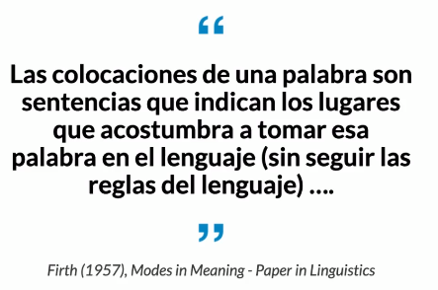 “
Las colocaciones de una palabra son
sentencias que indican los lugares
que acostumbra a tomar esa
palabra en el lenguaje (sin seguir las
reglas del lenguaje) ....
”
Firth (1957), Modes in Meaning - Paper in Linguistics